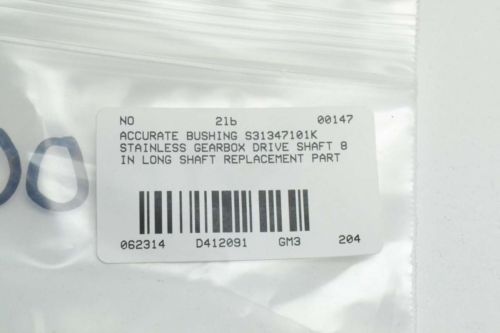 NO 21b 00147
ACCURATE BUSHING S31347101K
STAINLESS GEARBOX DRIVE SHAFT 8
IN LONG SHAFT REPLACEMENT PART
062314 D412091 GM3 204
00